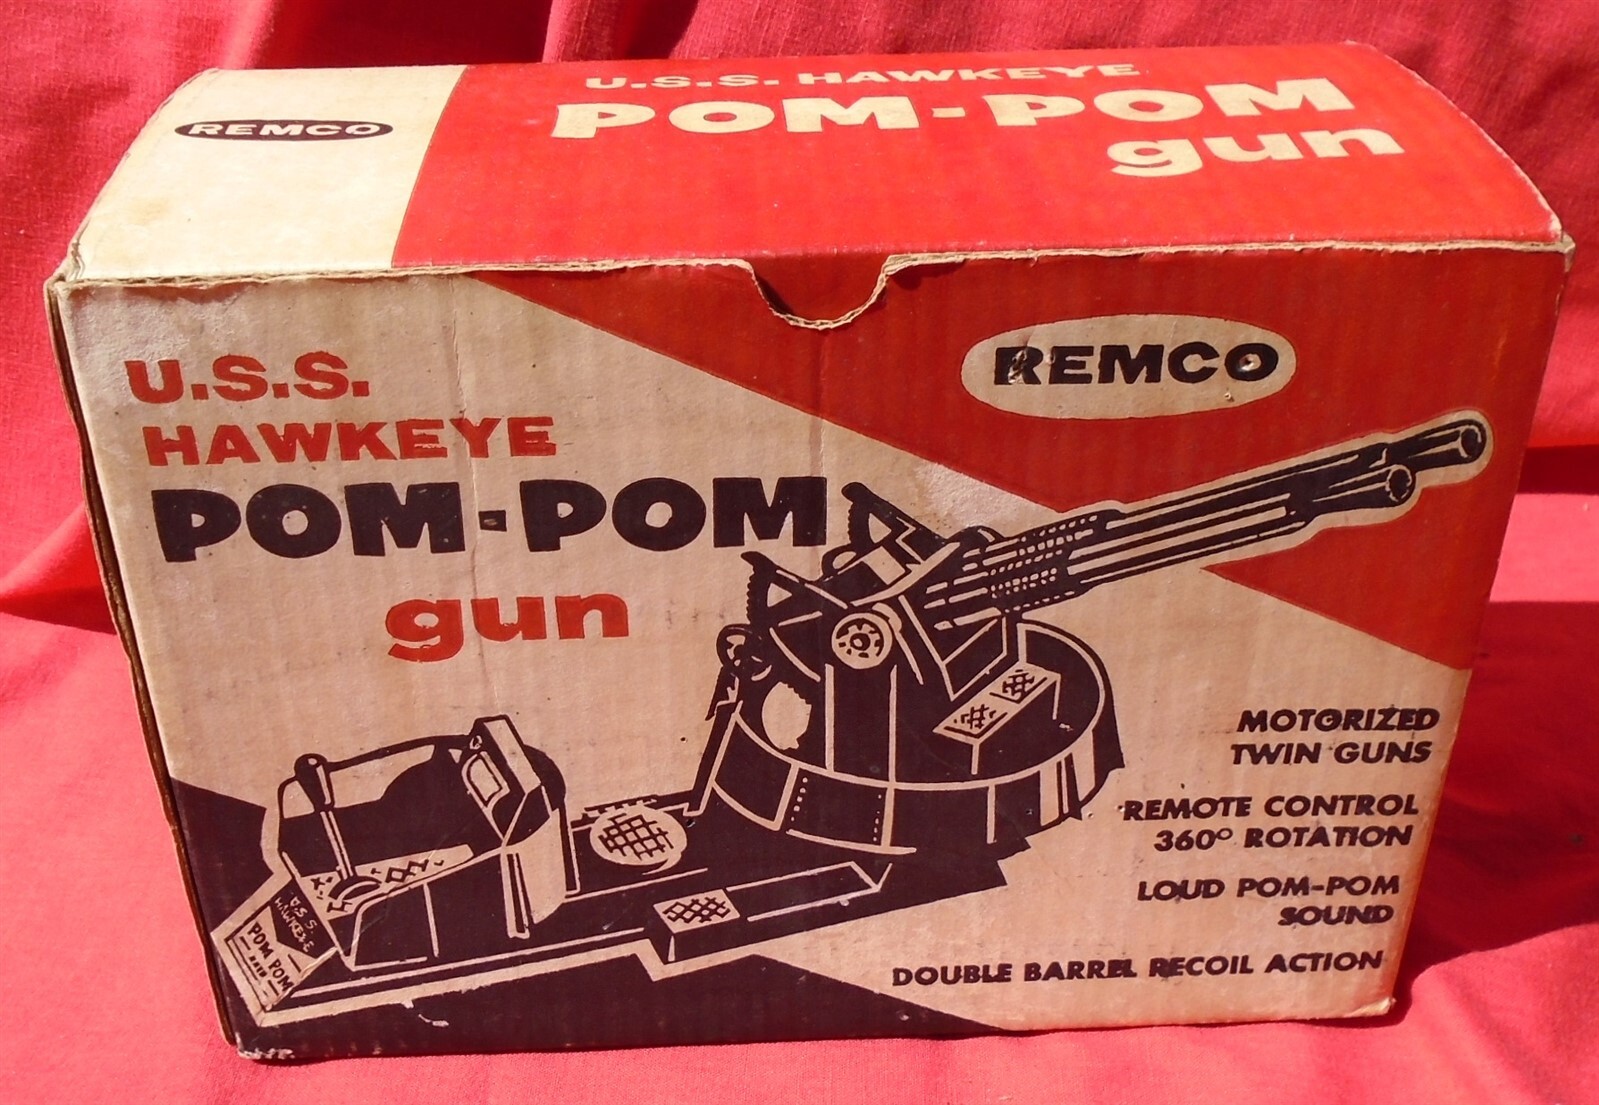 REMCO
U.S.S. HAWKEYE
POM-POM
gun
REMCO
U.S.S.
HAWKEYE
POM-POM
gun
MOTORIZED
TWIN GUNS
REMOTE CONTROL
360° ROTATION
LOUD POM-POM
SOUND
DOUBLE BARREL RECOIL ACTION
U.S.S.
HAWKEYE
POM POM